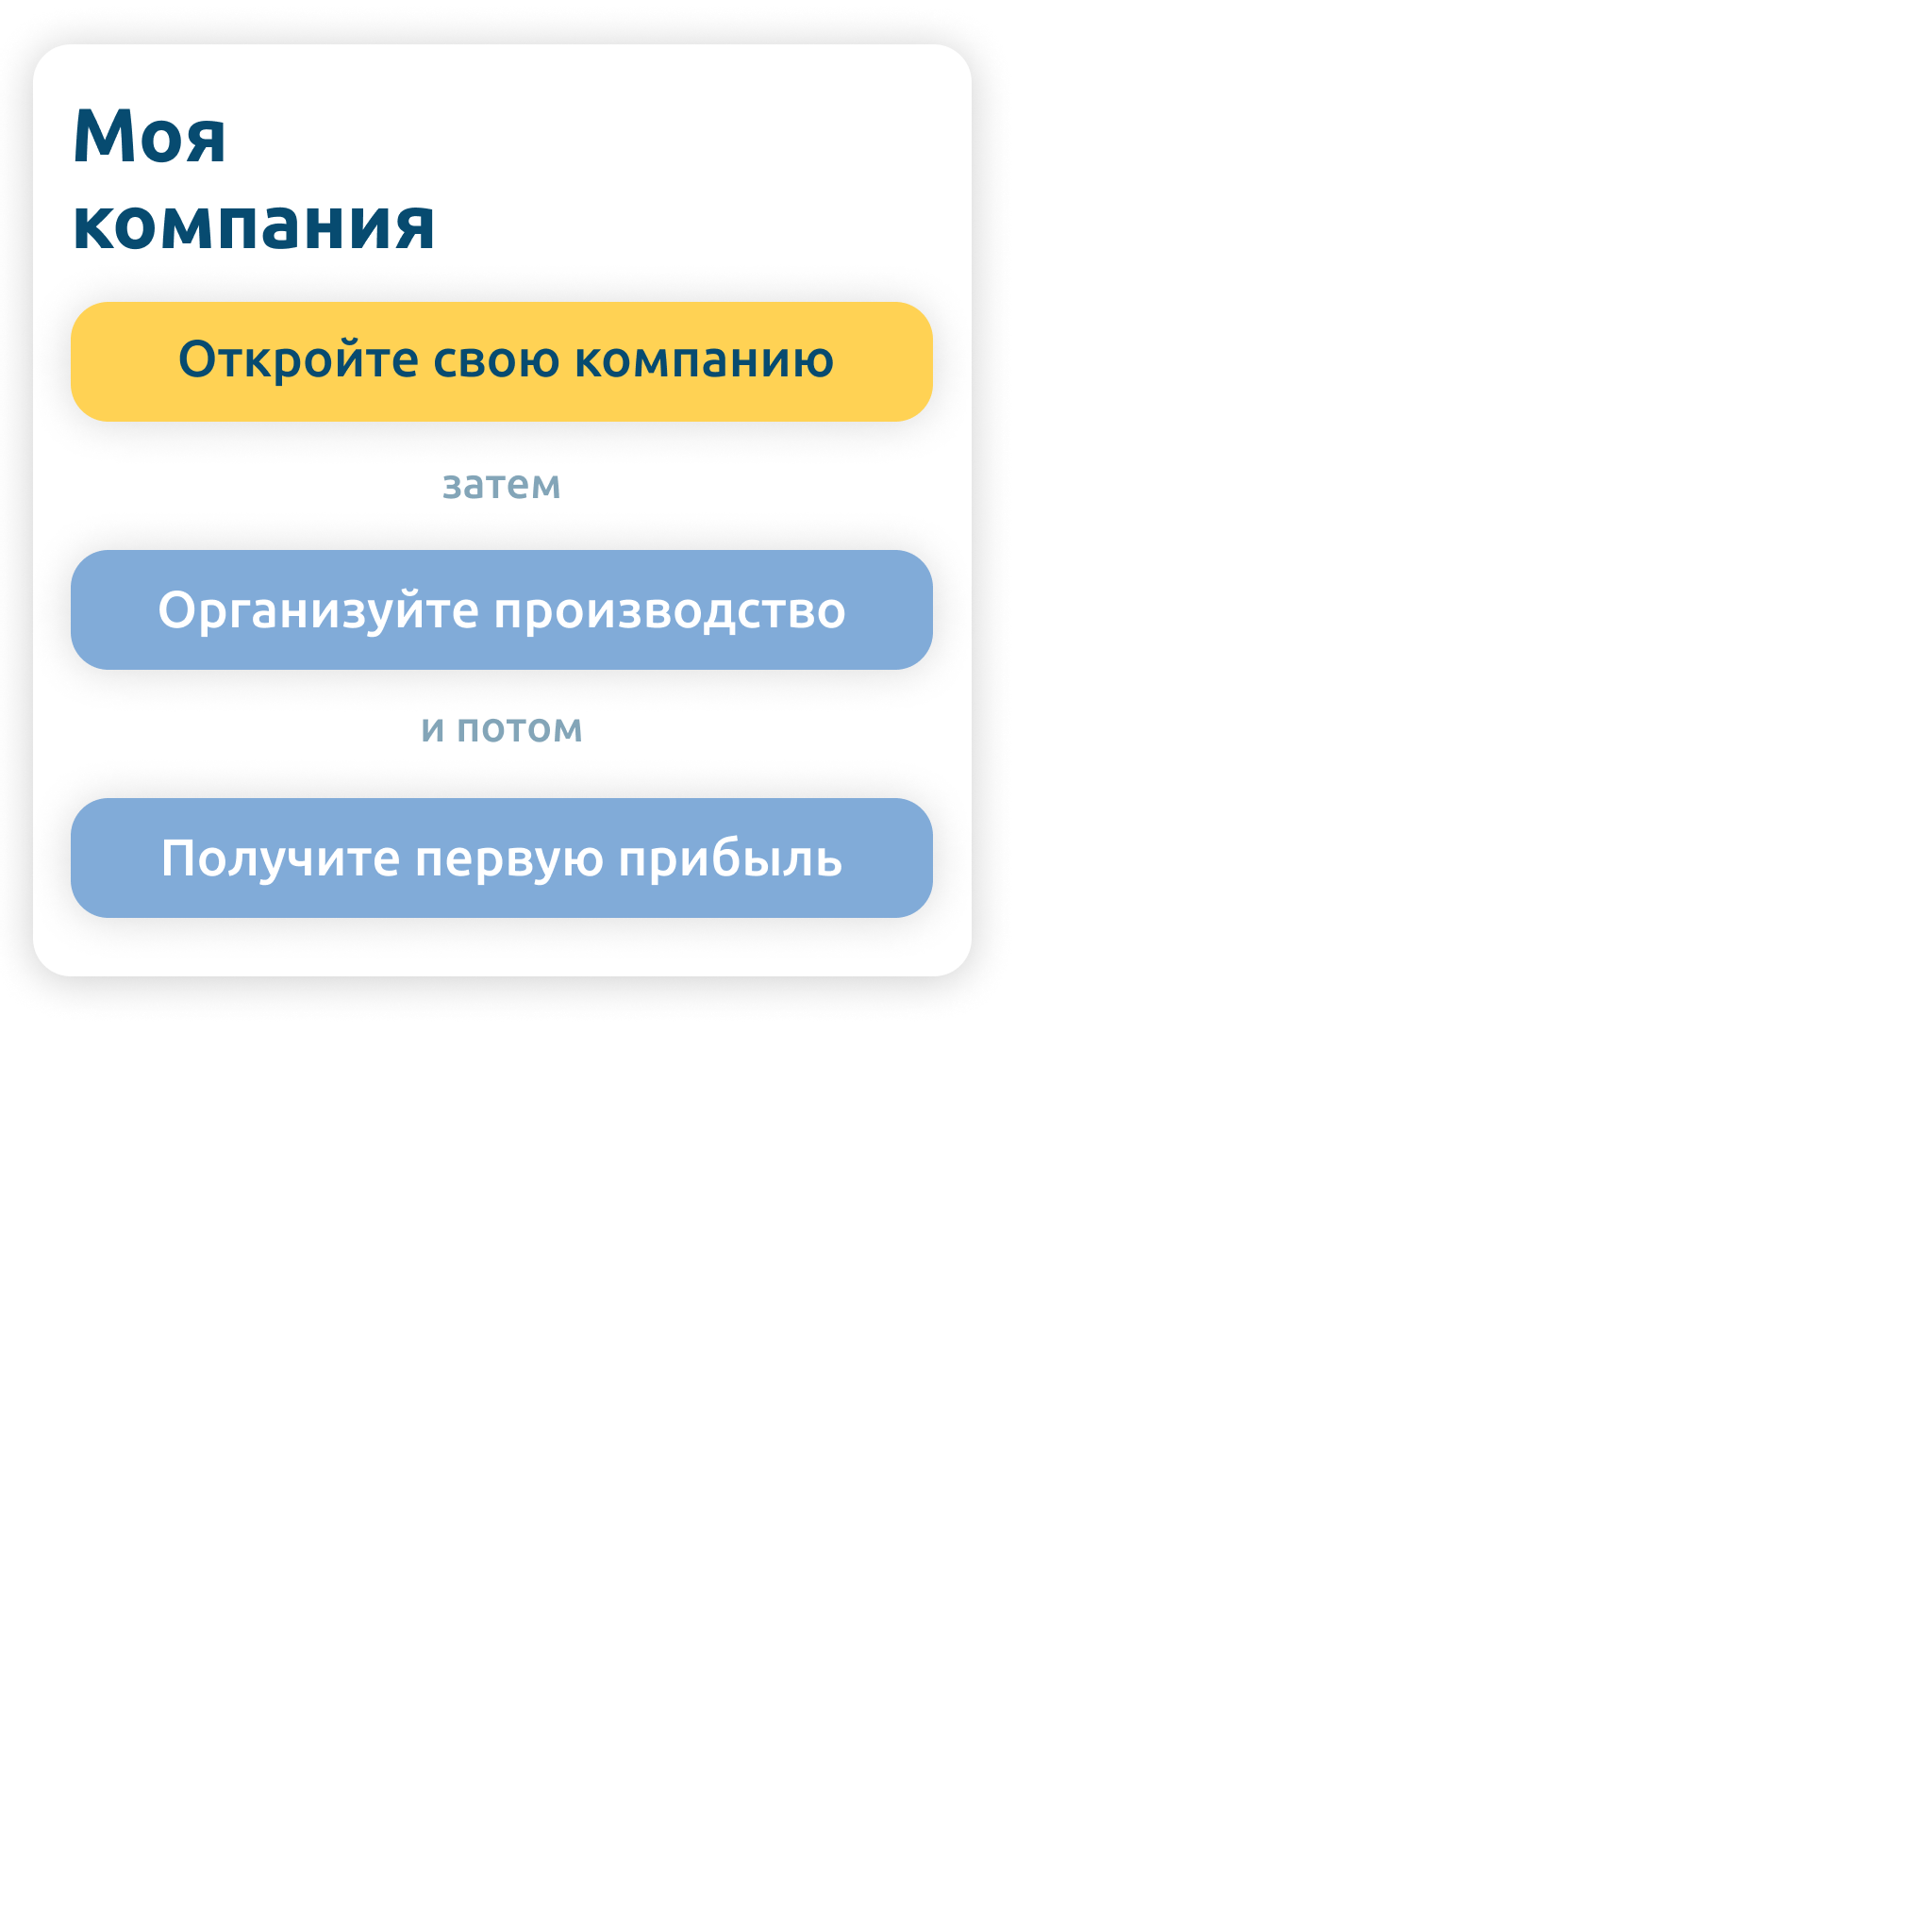 Моя
компания
Откройте свою компанию
затем
Организуйте производство
и потом
Получите первую прибыль